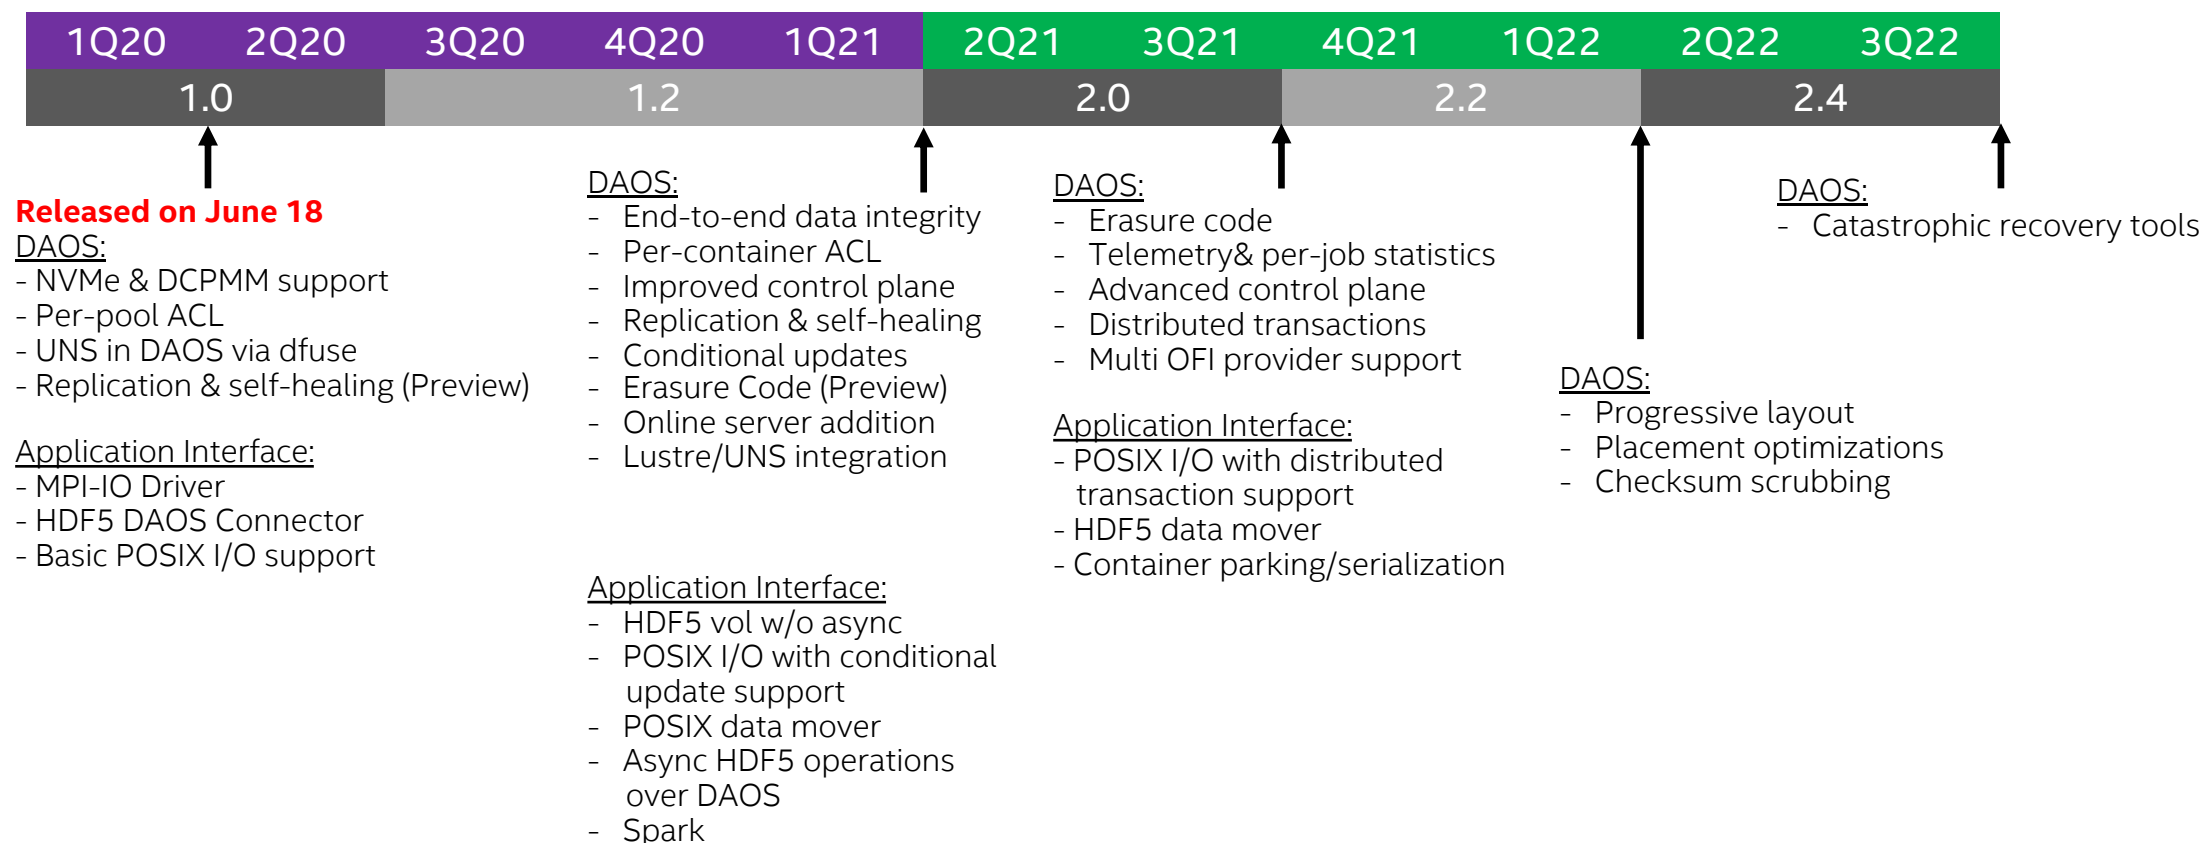 1Q20 2Q20 3Q20 4Q20 1Q21 2Q21 3Q21 4Q21 1Q22 2Q22 3Q22
1.0 1.2 2.0 2.2 2.4
Released on June 18
DAOS:
- NVMe & DCPMM support
- Per-pool ACL
- UNS in DAOS via dfuse
- Replication & self-healing (Preview)
Application Interface:
- MPI-IO Driver
- HDF5 DAOS Connector
- Basic POSIX I/O support
DAOS:
- End-to-end data integrity
- Per-container ACL
- Improved control plane
- Replication & self-healing
- Conditional updates
- Erasure Code (Preview)
- Online server addition
- Lustre/UNS integration
Application Interface:
- HDF5 vol w/o async
- POSIX I/O with conditional
update support
- POSIX data mover
- Async HDF5 operations
over DAOS
- Spark
DAOS:
- Erasure code
- Telemetry& per-job statistics
- Advanced control plane
- Distributed transactions
- Multi OFI provider support
Application Interface:
- POSIX I/O with distributed
transaction support
- HDF5 data mover
- Container parking/serialization
DAOS:
- Progressive layout
- Placement optimizations
- Checksum scrubbing
DAOS:
- Catastrophic recovery tools